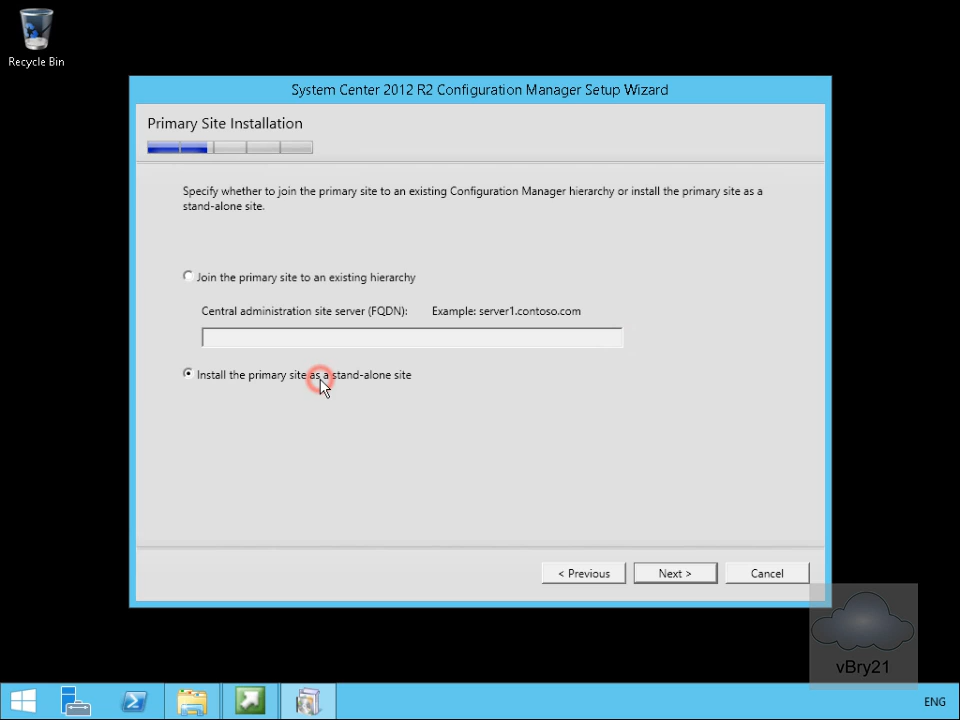 Recycle Bin
System Center 2012 R2 Configuration Manager Setup Wizard
Primary Site Installation
Specify whether to join the primary site to an existing Configuration Manager hierarchy or install the primary site as a
stand-alone site.
Join the primary site to an existing hierarchy
Central administration site server (FQDN): Example: server1.contoso.com
Install the primary site as a stand-alone site
< Previous Next > Cancel
vBry21
ENG